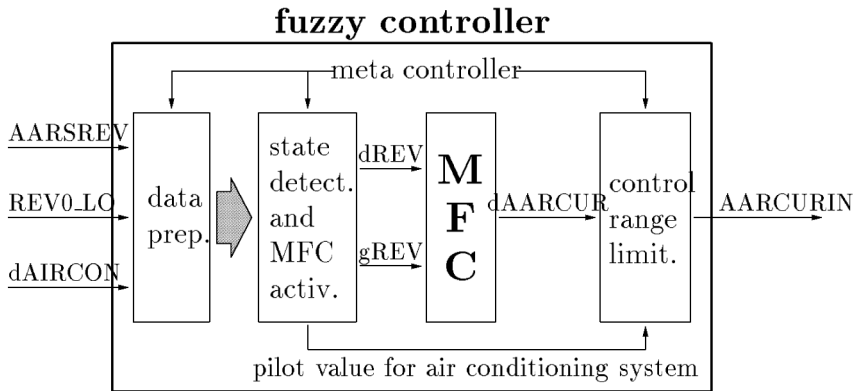 fuzzy controller
meta controller
AARSREV
REV0_LO
dAIRCON
data
prep.
state
detect.
and
MFC
activ.
dREV
gREV
M
F
C
dAARCUR
control
range
limit.
AARCURIN
pilot value for air conditioning system